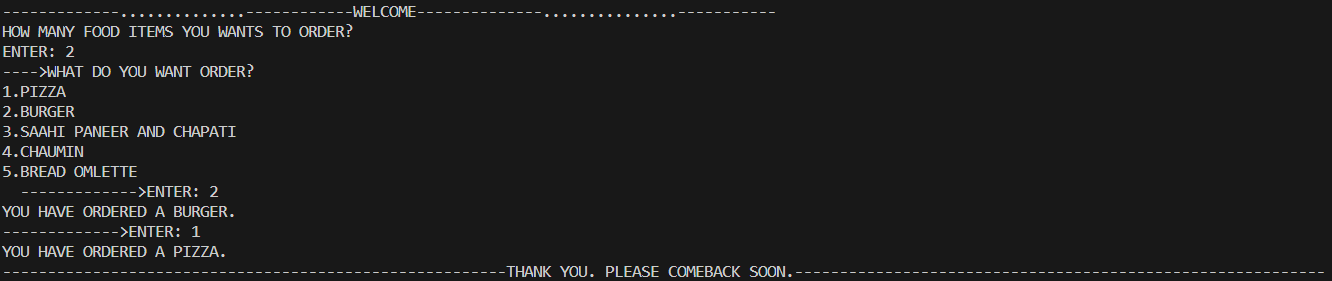 -------------..............------------WELCOME--------------...............-----------
HOW MANY FOOD ITEMS YOU WANTS TO ORDER?
ENTER: 2
---->WHAT DO YOU WANT ORDER?
1.PIZZA
2.BURGER
3.SAAHI PANEER AND CHAPATI
4.CHAUMIN
5.BREAD OMLETTE
  ------------->ENTER: 2
YOU HAVE ORDERED A BURGER.
------------->ENTER: 1
YOU HAVE ORDERED A PIZZA.
--------------------------------------------------------THANK YOU. PLEASE COMEBACK SOON.-----------------------------------------------------------